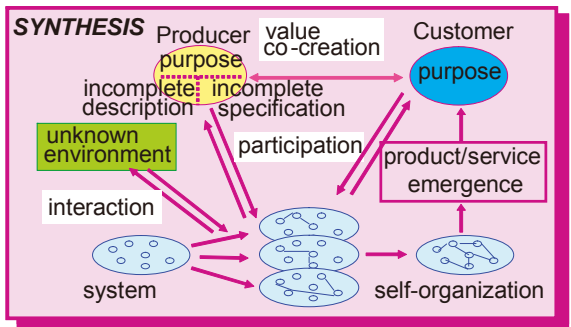 SYNTHESIS
Producer
purpose
incomplete incomplete
description specification
value
co-creation
Customer
purpose
unknown
environment
participation
product/service
emergence
interaction
system
self-organization